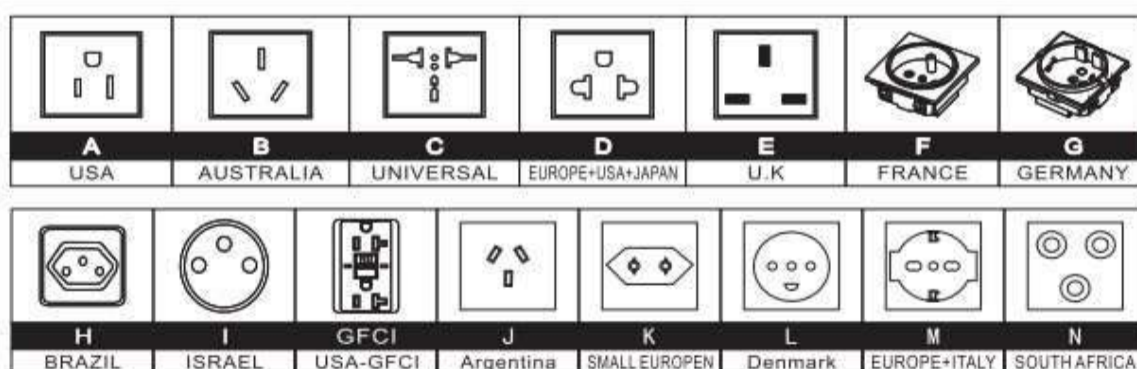 A B C D E F G
USA AUSTRALIA UNIVERSAL EUROPE+USA+JAPAN U.K FRANCE GERMANY
H I GFCI J K L M N
BRAZIL ISRAEL USA-GFCI Argentina SMALL EUROPEN Denmark EUROPE+ITALY SOUTH AFRICA